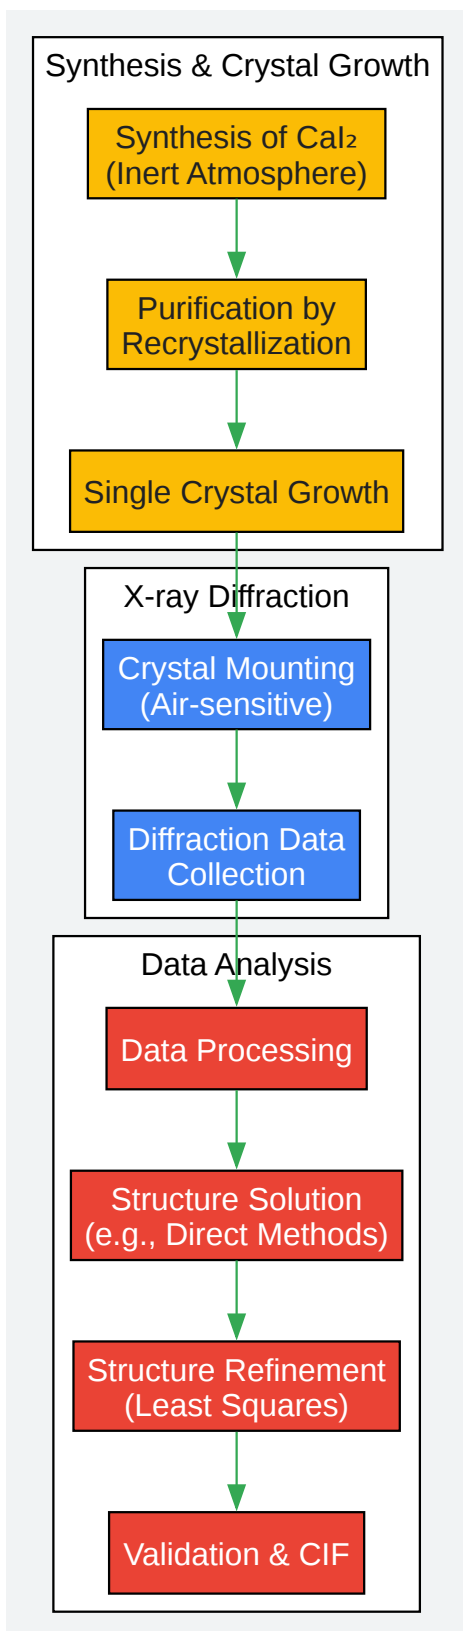 Synthesis & Crystal Growth
Synthesis of CaI₂
(Inert Atmosphere)
Purification by
Recrystallization
Single Crystal Growth
X-ray Diffraction
Crystal Mounting
(Air-sensitive)
Diffraction Data
Collection
Data Analysis
Data Processing
Structure Solution
(e.g., Direct Methods)
Structure Refinement
(Least Squares)
Validation & CIF